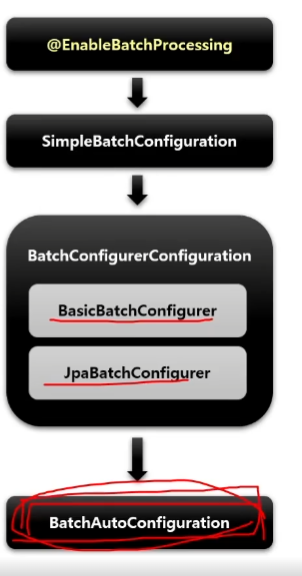 @EnableBatchProcessing
SimpleBatchConfiguration
BatchConfigurerConfiguration
BasicBatchConfigurer
JpaBatchConfigurer
BatchAutoConfiguration